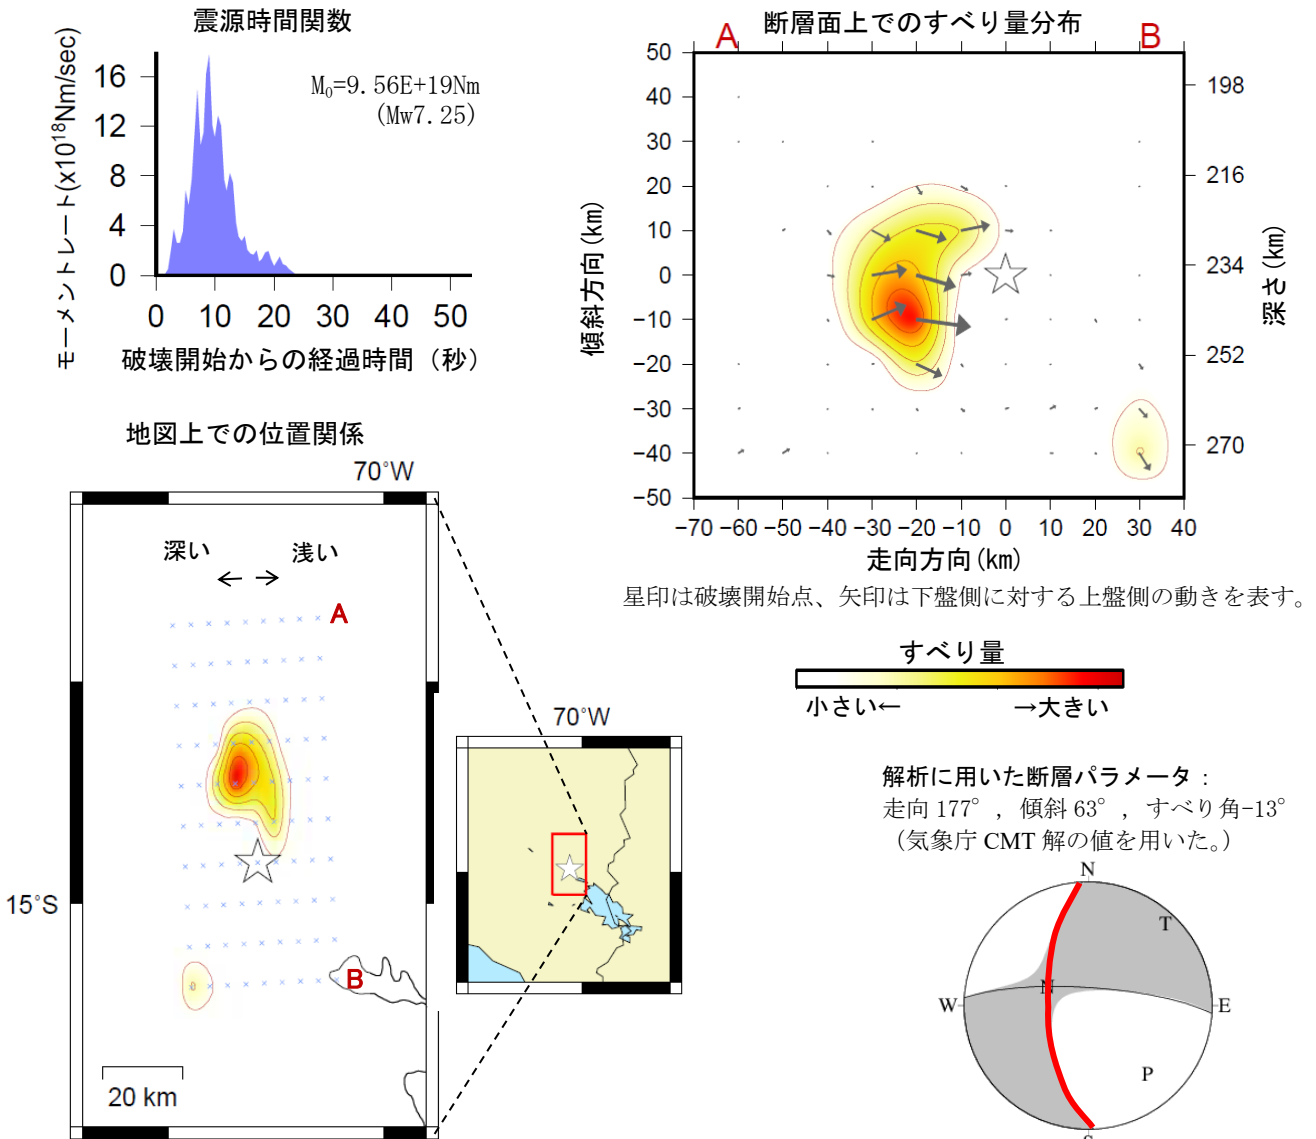 震源時間関数
モーメントレート(x10¹⁸Nm/sec)
16
12
8
4
0
M₀=9.56E+19Nm
(Mw7.25)
0 10 20 30 40 50
破壊開始からの経過時間（秒）
断層面上でのすべり量分布
A B
傾斜方向(km)
50
40
30
20
10
0
−10
−20
−30
−40
−50
198
216
234
252
270
深さ(km)
−70 −60 −50 −40 −30 −20 −10 0 10 20 30 40
走向方向(km)
星印は破壊開始点、矢印は下盤側に対する上盤側の動きを表す。
すべり量
小さい← →大きい
地図上での位置関係
70°W
深い 浅い
A
15°S
B
20 km
70°W
解析に用いた断層パラメータ：
走向 177°，傾斜 63°，すべり角-13°
（気象庁 CMT 解の値を用いた。）
N
T
N
W E
P
S